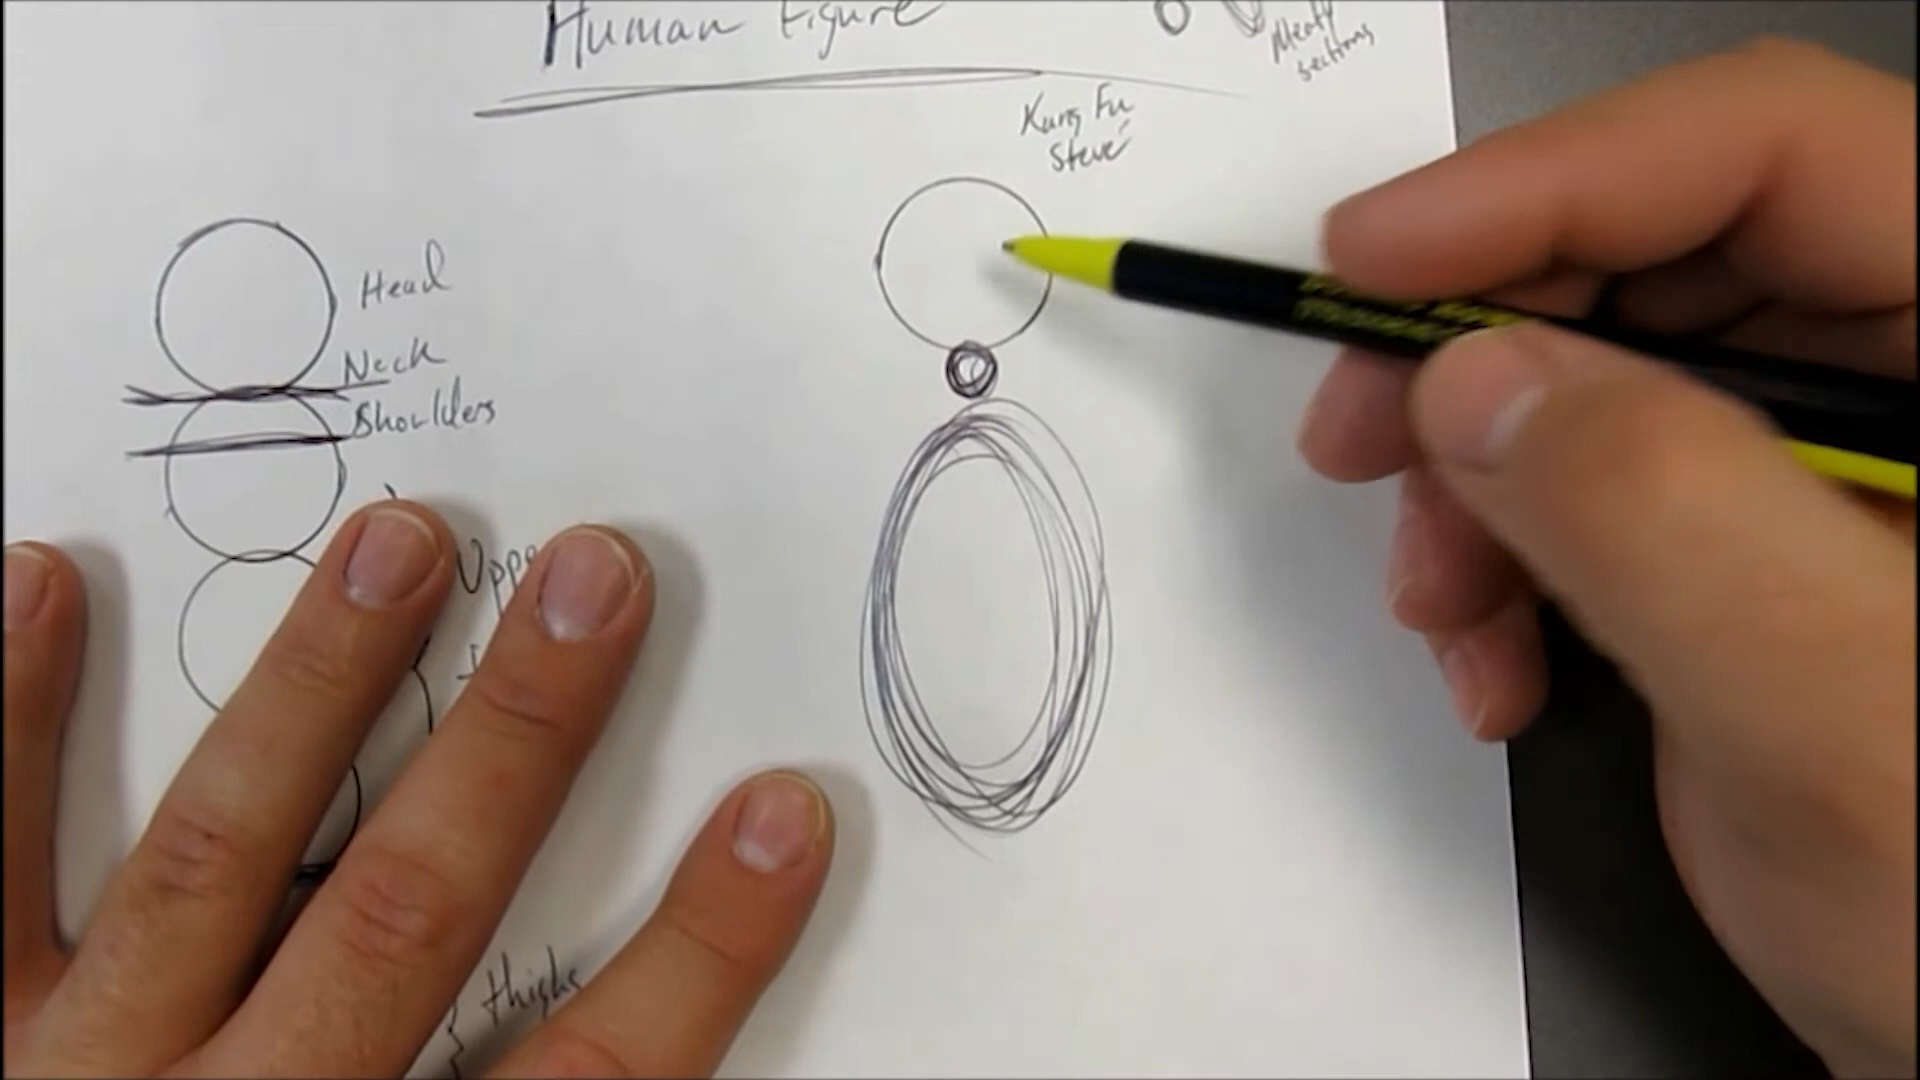 Human Figure
Meaty
sections
Kung Fu
Steve
Head
Neck
Shoulders
thighs